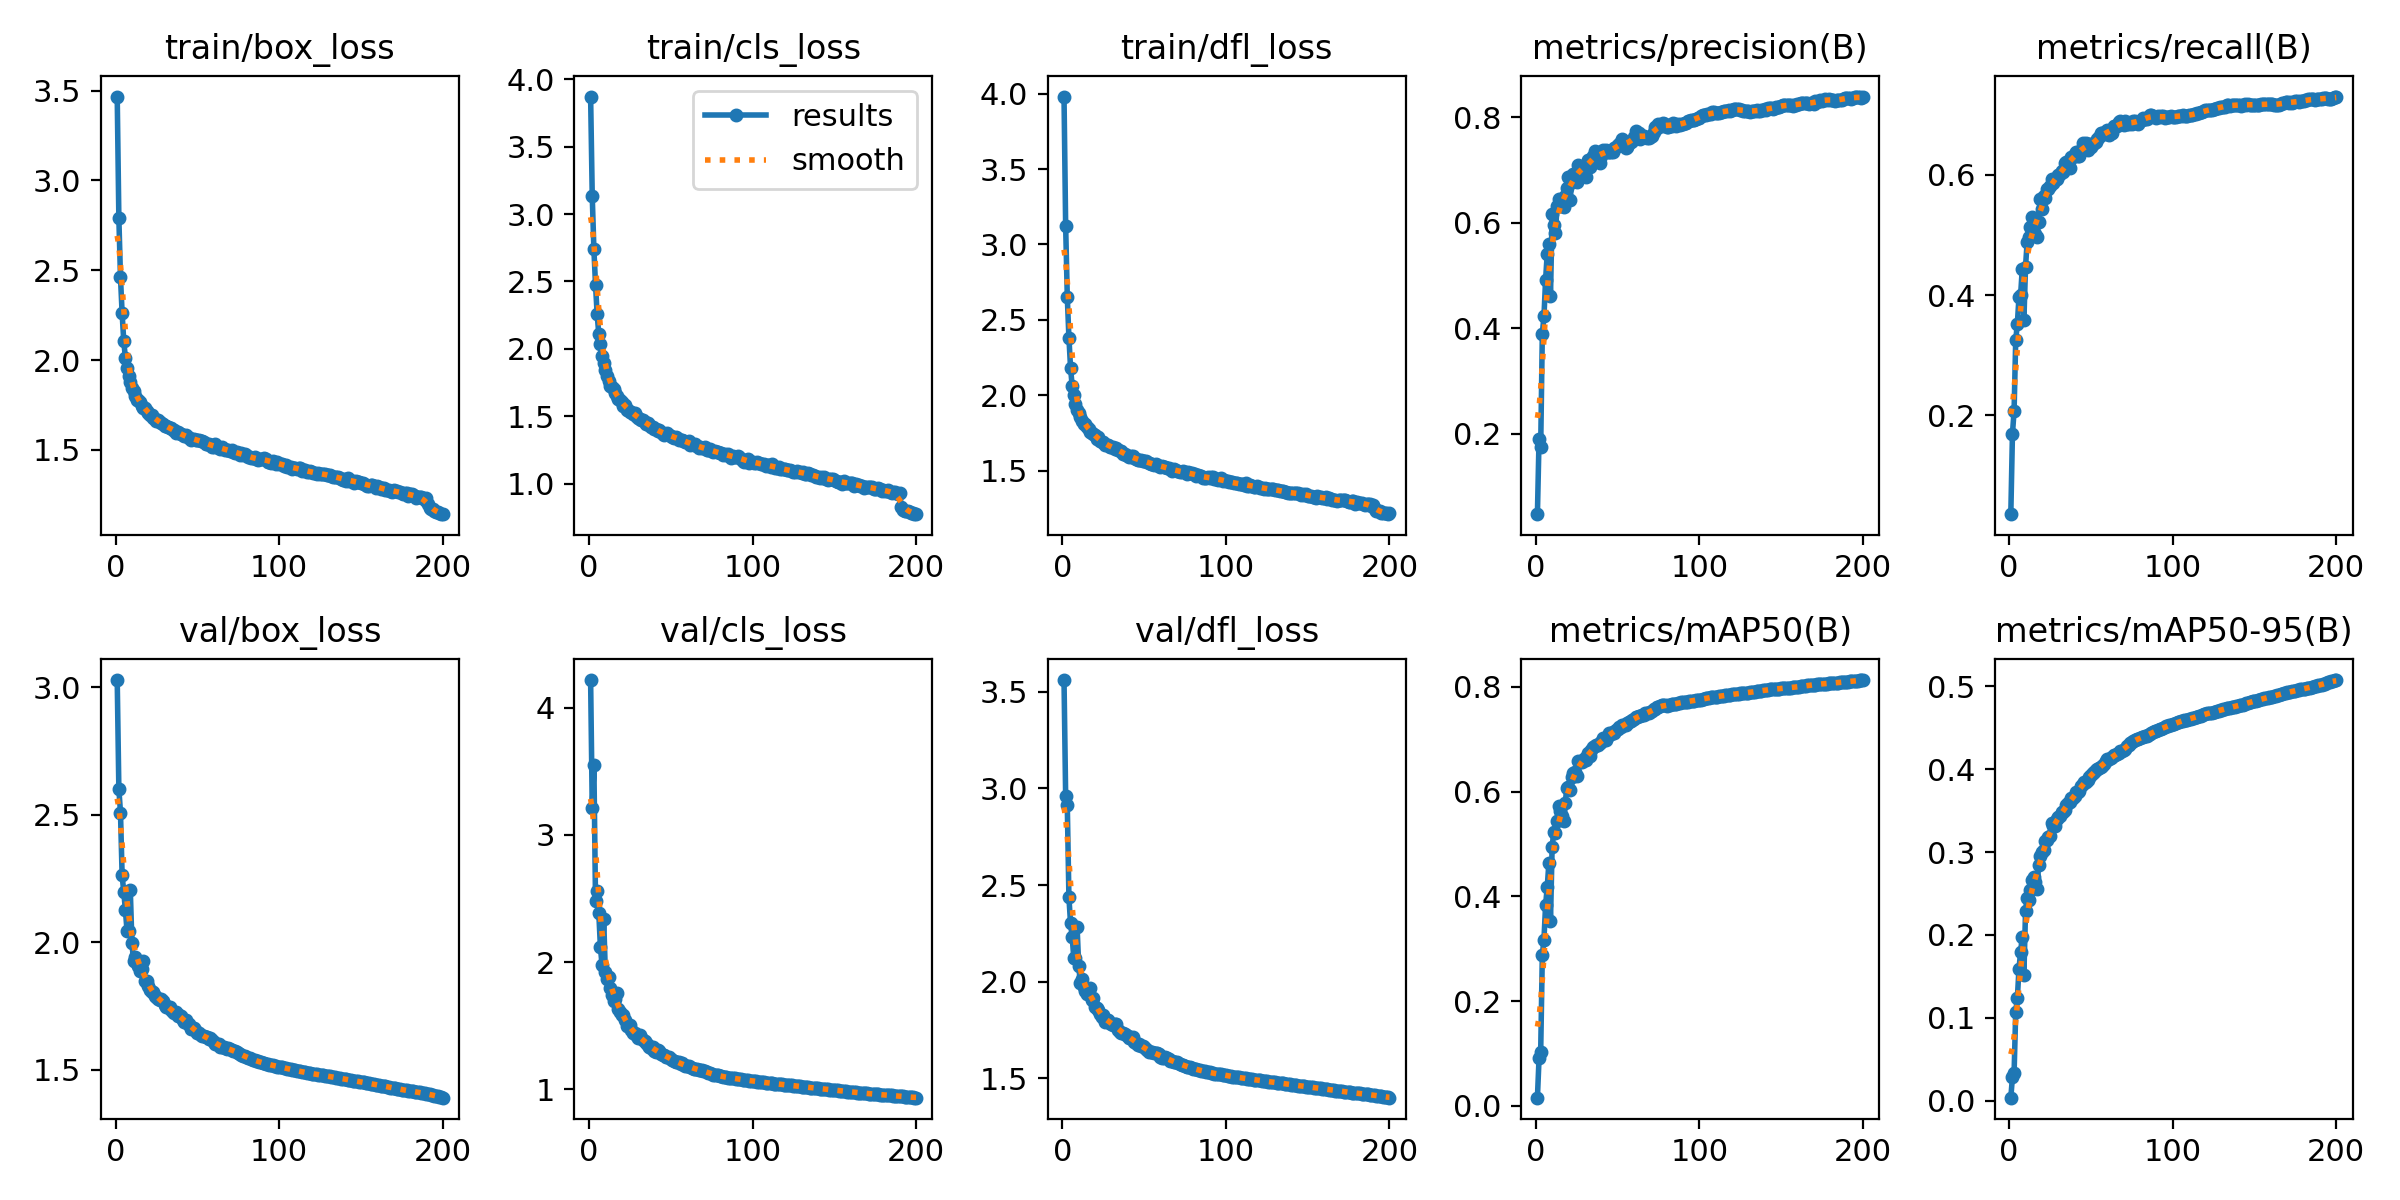 train/box_loss
3.5
3.0
2.5
2.0
1.5
0 100 200
train/cls_loss
results
smooth
4.0
3.5
3.0
2.5
2.0
1.5
1.0
0 100 200
train/dfl_loss
4.0
3.5
3.0
2.5
2.0
1.5
0 100 200
metrics/precision(B)
0.8
0.6
0.4
0.2
0 100 200
metrics/recall(B)
0.6
0.4
0.2
0 100 200
val/box_loss
3.0
2.5
2.0
1.5
0 100 200
val/cls_loss
4
3
2
1
0 100 200
val/dfl_loss
3.5
3.0
2.5
2.0
1.5
0 100 200
metrics/mAP50(B)
0.8
0.6
0.4
0.2
0.0
0 100 200
metrics/mAP50-95(B)
0.5
0.4
0.3
0.2
0.1
0.0
0 100 200